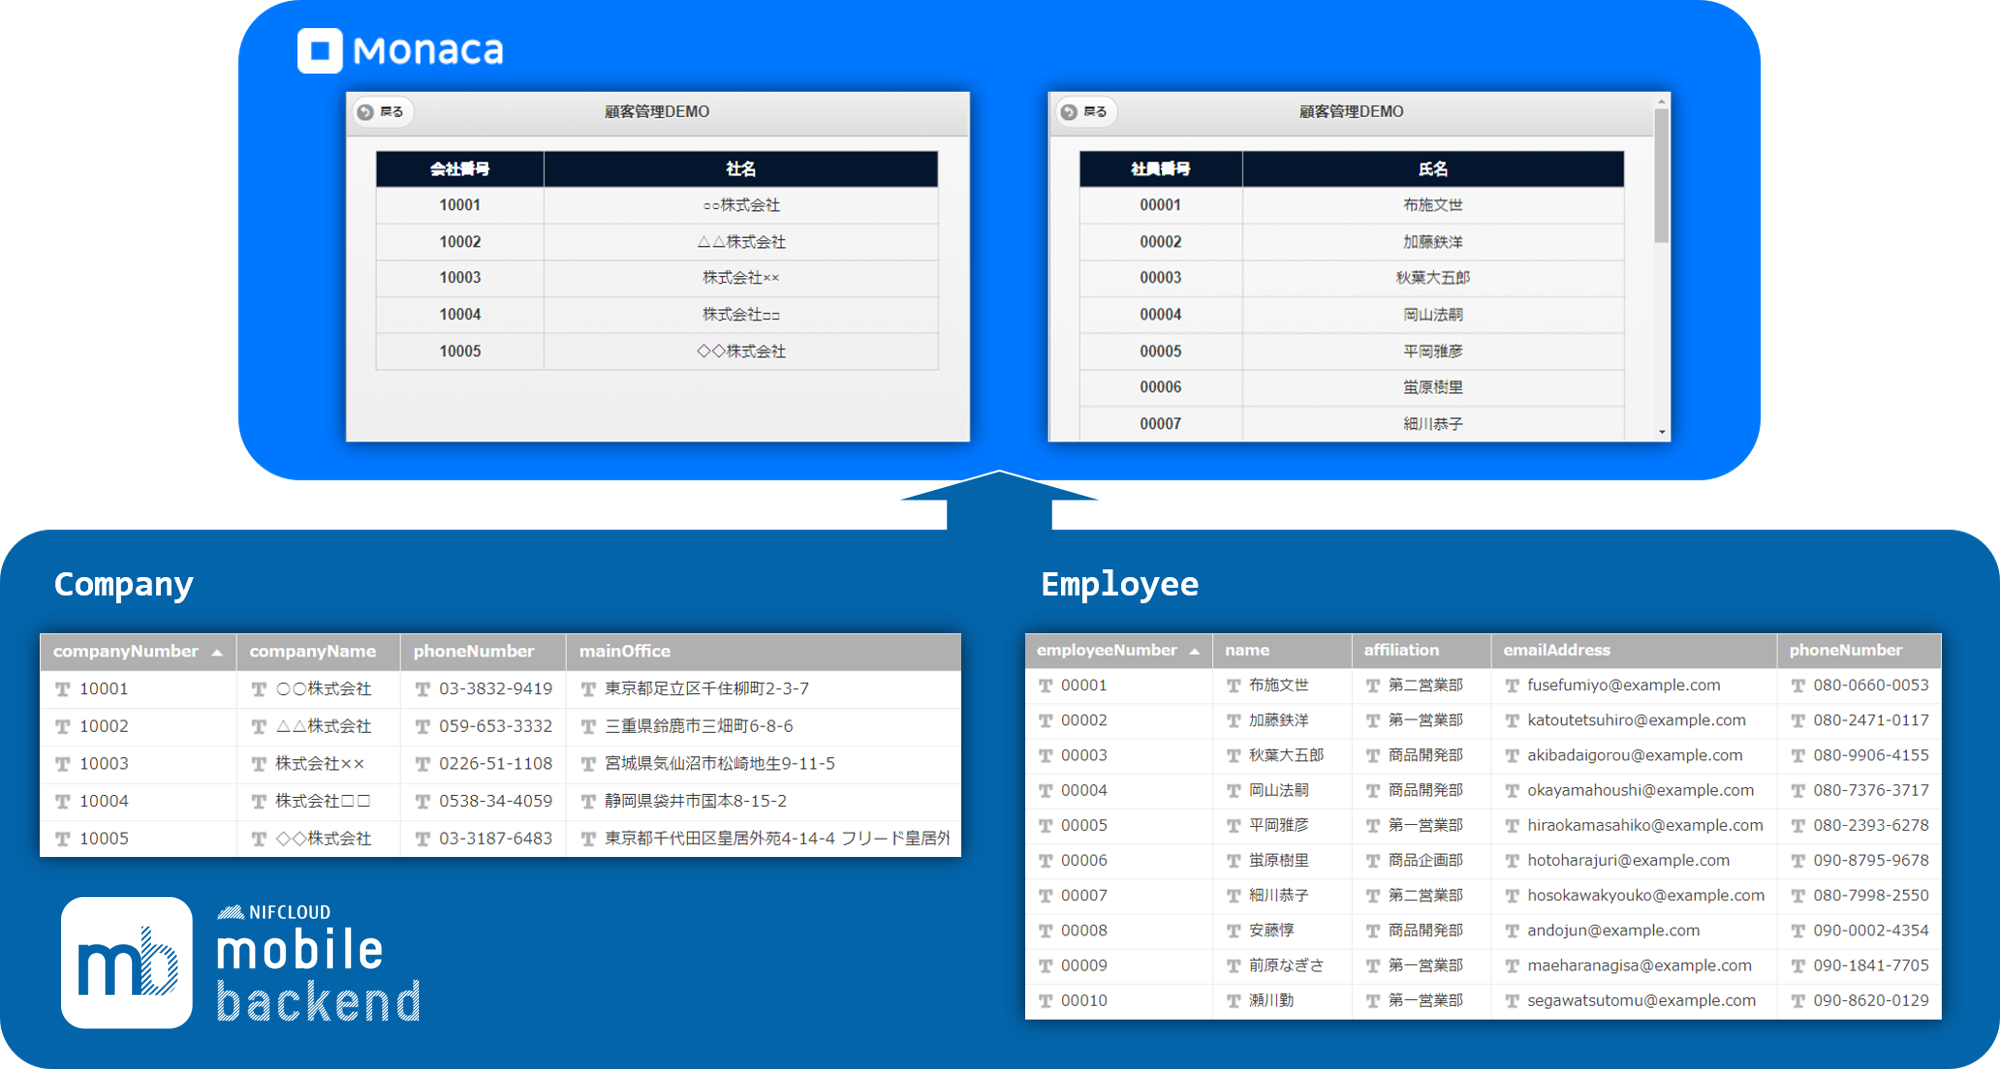 Monaca
戻る 顧客管理DEMO
会社番号 社名
10001 ○○株式会社
10002 △△株式会社
10003 株式会社××
10004 株式会社□□
10005 ◇◇株式会社
戻る 顧客管理DEMO
社員番号 氏名
00001 布施文世
00002 加藤鉄洋
00003 秋葉大五郎
00004 岡山法嗣
00005 平岡雅彦
00006 蛍原樹里
00007 細川恭子
Company
companyNumber companyName phoneNumber mainOffice
10001 ○○株式会社 03-3832-9419 東京都足立区千住柳町2-3-7
10002 △△株式会社 059-653-3332 三重県鈴鹿市三畑町6-8-6
10003 株式会社×× 0226-51-1108 宮城県気仙沼市松崎地生9-11-5
10004 株式会社□□ 0538-34-4059 静岡県袋井市国本8-15-2
10005 ◇◇株式会社 03-3187-6483 東京都千代田区皇居外苑4-14-4 フリード皇居外
NIFCLOUD
mobile
backend
mb
Employee
employeeNumber name affiliation emailAddress phoneNumber
00001 布施文世 第二営業部 fusefumiyo@example.com 080-0660-0053
00002 加藤鉄洋 第一営業部 katoutetsuhiro@example.com 080-2471-0117
00003 秋葉大五郎 商品開発部 akibadaigorou@example.com 080-9906-4155
00004 岡山法嗣 商品開発部 okayamahoushi@example.com 080-7376-3717
00005 平岡雅彦 第一営業部 hiraokamasahiko@example.com 080-2393-6278
00006 蛍原樹里 商品企画部 hotoharajuri@example.com 090-8795-9678
00007 細川恭子 第二営業部 hosokawakyouko@example.com 080-7998-2550
00008 安藤惇 商品開発部 andojun@example.com 090-0002-4354
00009 前原なぎさ 第一営業部 maeharanagisa@example.com 090-1841-7705
00010 瀬川勤 第一営業部 segawatsutomu@example.com 090-8620-0129